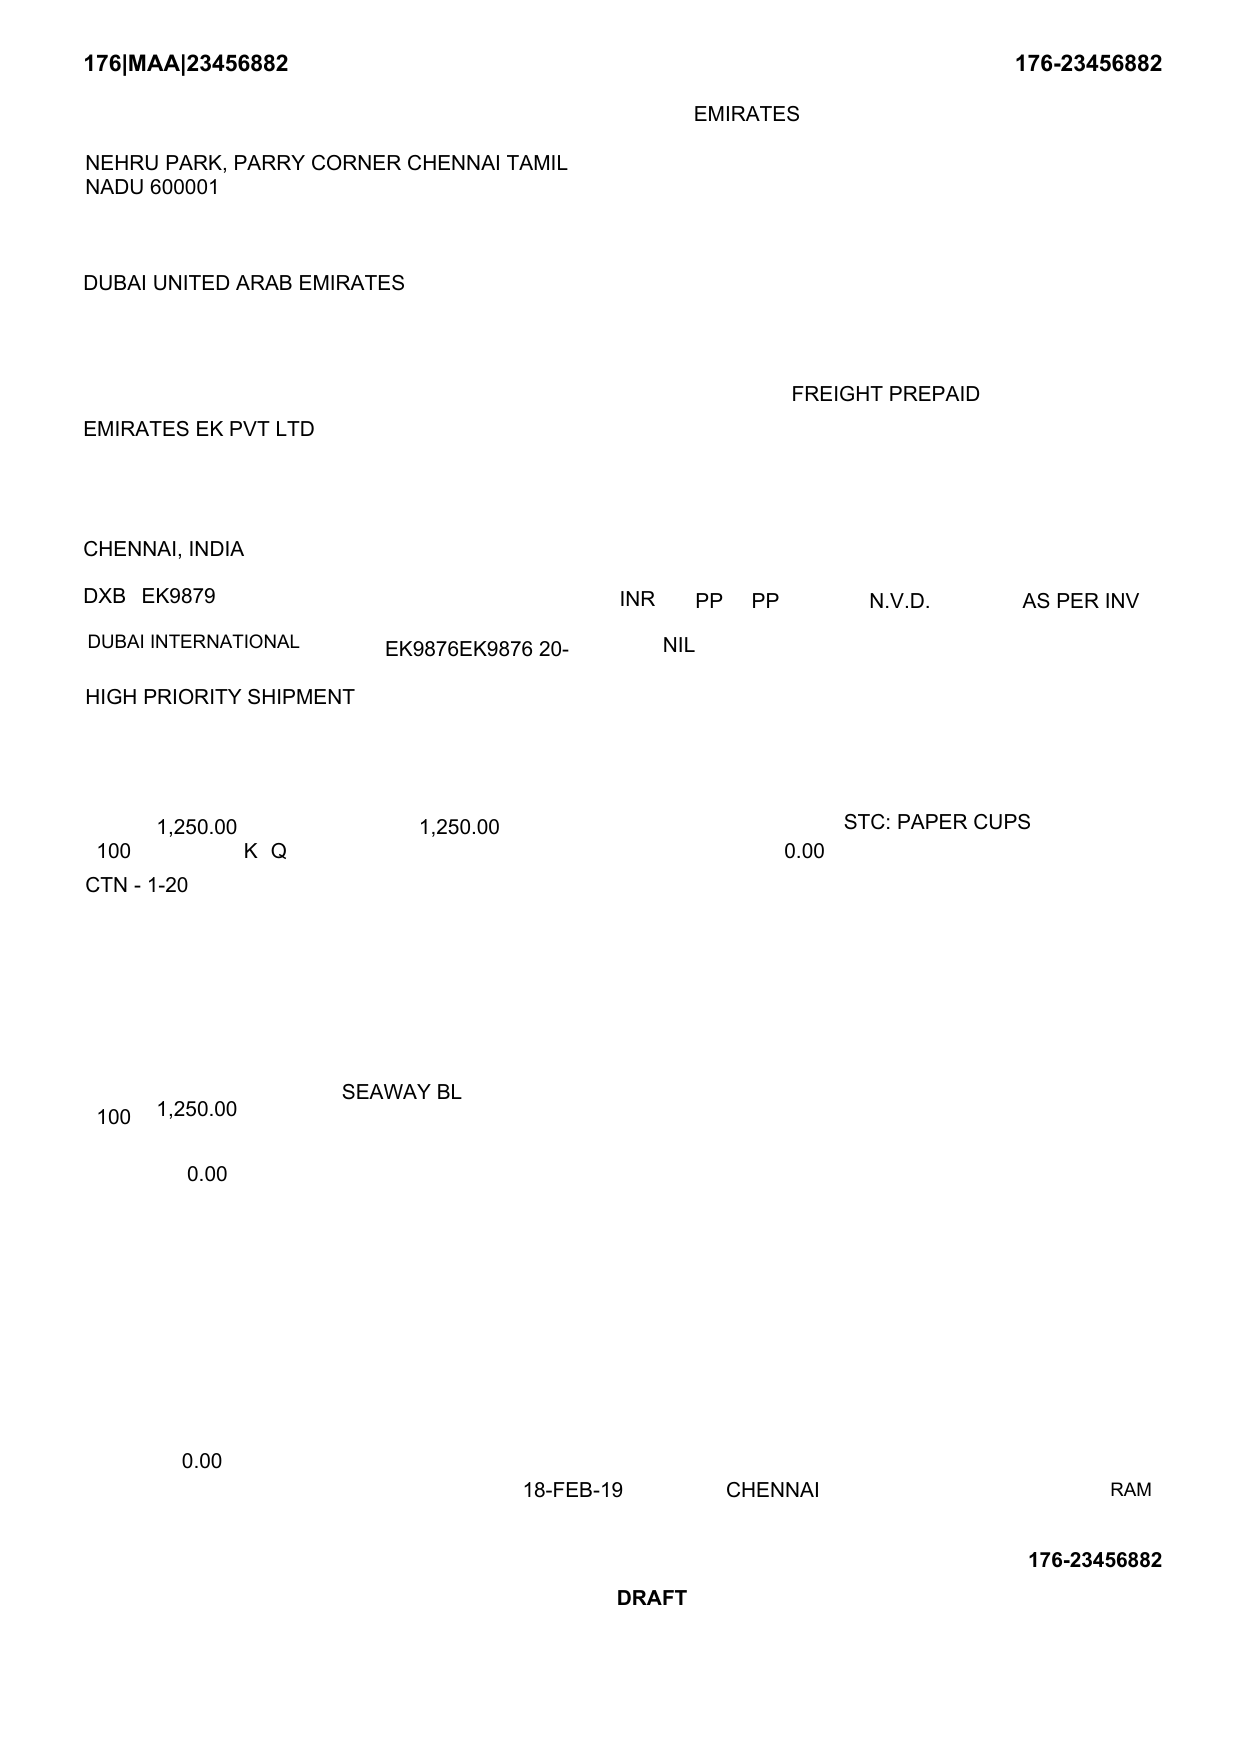 176|MAA|23456882 176-23456882
EMIRATES
NEHRU PARK, PARRY CORNER CHENNAI TAMIL
NADU 600001
DUBAI UNITED ARAB EMIRATES
FREIGHT PREPAID
EMIRATES EK PVT LTD
CHENNAI, INDIA
DXB EK9879 INR PP PP N.V.D. AS PER INV
DUBAI INTERNATIONAL EK9876EK9876 20- NIL
HIGH PRIORITY SHIPMENT
1,250.00 1,250.00 STC: PAPER CUPS
100 K Q 0.00
CTN - 1-20
SEAWAY BL
100 1,250.00
0.00
0.00
18-FEB-19 CHENNAI RAM
176-23456882
DRAFT